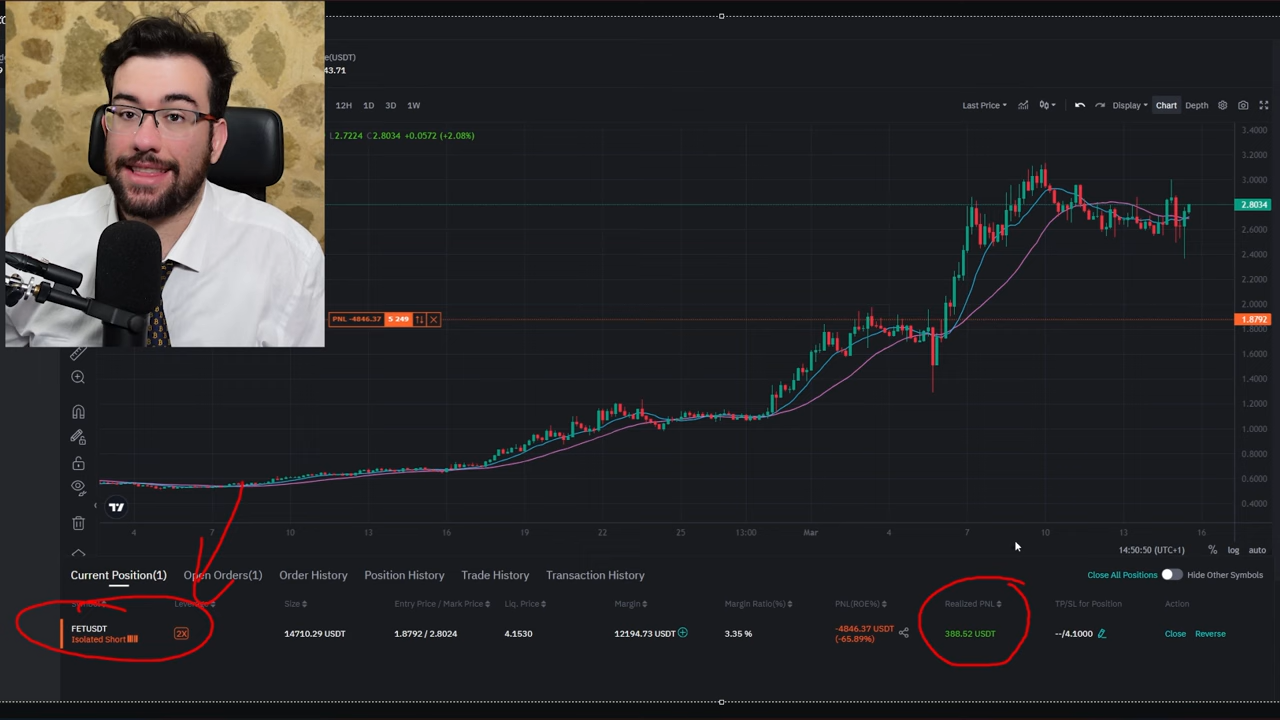 e(USDT)
43.71
12H 1D 3D 1W
Last Price Display Chart Depth
L2.7224 C2.8034 +0.0572 (+2.08%)
3.4000
3.2000
3.0000
2.8034
2.6000
2.4000
2.2000
2.0000
PNL -4846.37 S 249
1.8792
1.6000
1.4000
1.2000
1.0000
0.8000
0.6000
0.4000
4 7 10 13 16 19 22 25 13:00 Mar 4 7 10 13 16
14:50:50 (UTC+1) % log auto
Current Position(1) Open Orders(1) Order History Position History Trade History Transaction History
Close All Positions Hide Other Symbols
Leverage Size Entry Price / Mark Price Liq. Price Margin Margin Ratio(%) PNL(ROE%) Realized PNL TP/SL for Position Action
FETUSDT
Isolated Short 2X 14710.29 USDT 1.8792 / 2.8024 4.1530 12194.73 USDT 3.35 % -4846.37 USDT 388.52 USDT --/4.1000 Close Reverse
(-65.89%)